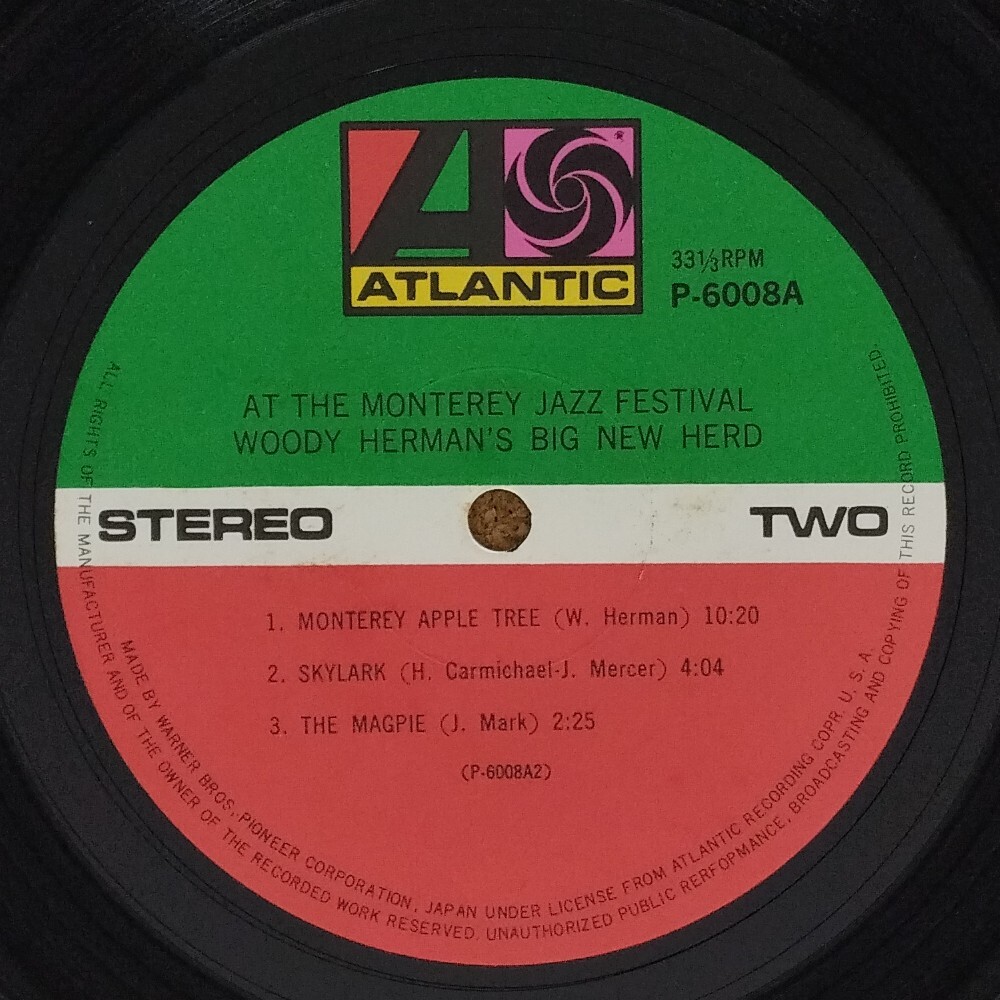 ATLANTIC
33⅓ RPM
P-6008A
AT THE MONTEREY JAZZ FESTIVAL
WOODY HERMAN'S BIG NEW HERD
STEREO
TWO
1. MONTEREY APPLE TREE (W. Herman) 10:20
2. SKYLARK (H. Carmichael-J. Mercer) 4:04
3. THE MAGPIE (J. Mark) 2:25
(P-6008A2)
MADE BY WARNER BROS. PIONEER CORPORATION, JAPAN UNDER LICENSE FROM ATLANTIC RECORDING COPR. U. S. A.
ALL RIGHTS OF THE MANUFACTURER AND OF THE OWNER OF THE RECORDED WORK RESERVED. UNAUTHORIZED PUBLIC RERFOPMANCE, BROADCASTING AND COPYING OF THIS RECORD PROHIBITED.